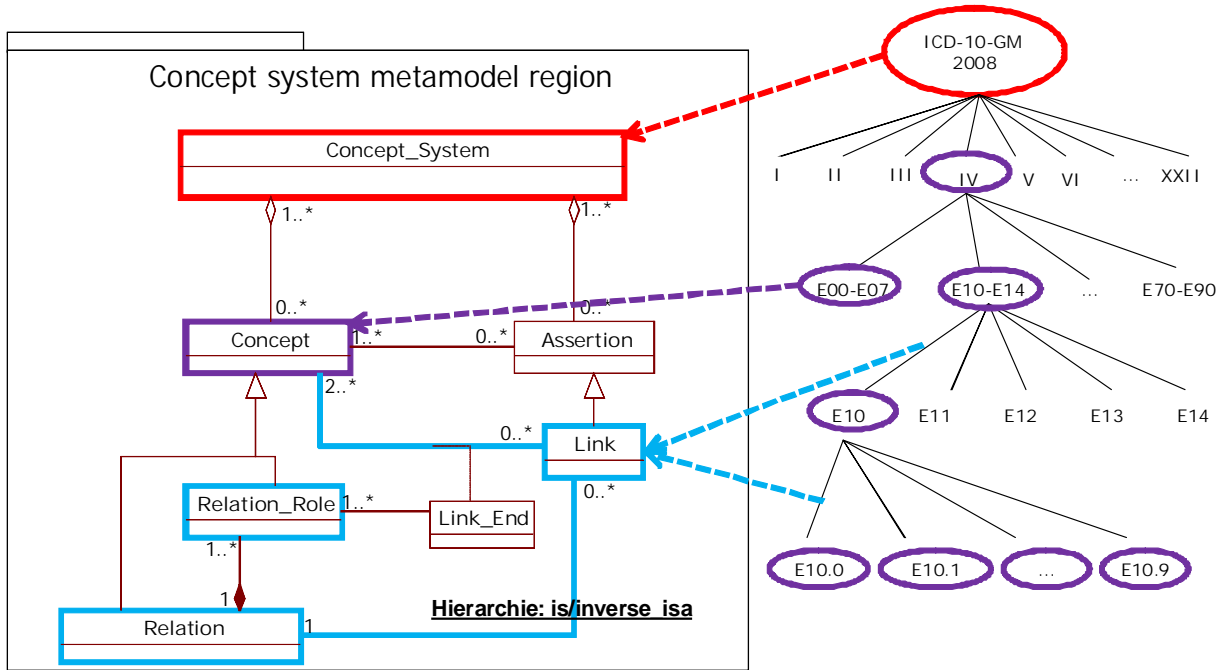 Concept system metamodel region
Concept_System
1..*
1..*
0..*
0..*
Concept
1..*
0..*
Assertion
2..*
0..*
Link
0..*
Relation_Role
1..*
Link_End
1..*
1
Hierarchie: is/inverse_isa
Relation
1
ICD-10-GM
2008
I
II
III
IV
V
VI
...
XXII
E00-E07
E10-E14
...
E70-E90
E10
E11
E12
E13
E14
E10.0
E10.1
...
E10.9